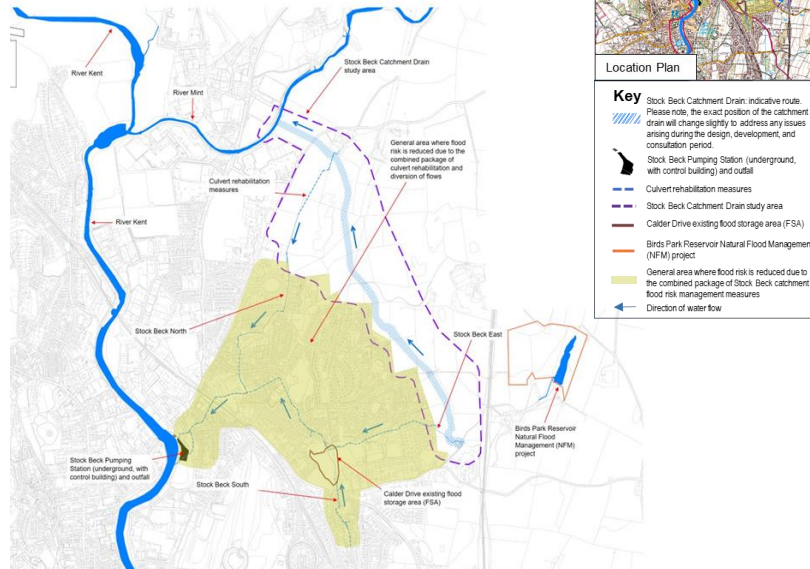 Stock Beck Catchment Drain
study area
River Kent
River Mint
General area where flood
risk is reduced due to the
combined package of
culvert rehabilitation and
diversion of flows
Culvert rehabilitation
measures
River Kent
Stock Beck North
Stock Beck East
Birds Park Reservoir
Natural Flood
Management (NFM)
project
Stock Beck Pumping
Station (underground, with
control building) and outfall
Stock Beck South
Calder Drive existing flood
storage area (FSA)
Location Plan
Key
Stock Beck Catchment Drain: indicative route.
Please note, the exact position of the catchment
drain will change slightly to address any issues
arising during the design, development, and
consultation period.
Stock Beck Pumping Station (underground,
with control building) and outfall
Culvert rehabilitation measures
Stock Beck Catchment Drain study area
Calder Drive existing flood storage area (FSA)
Birds Park Reservoir Natural Flood Management
(NFM) project
General area where flood risk is reduced due to
the combined package of Stock Beck catchment
flood risk management measures
Direction of water flow